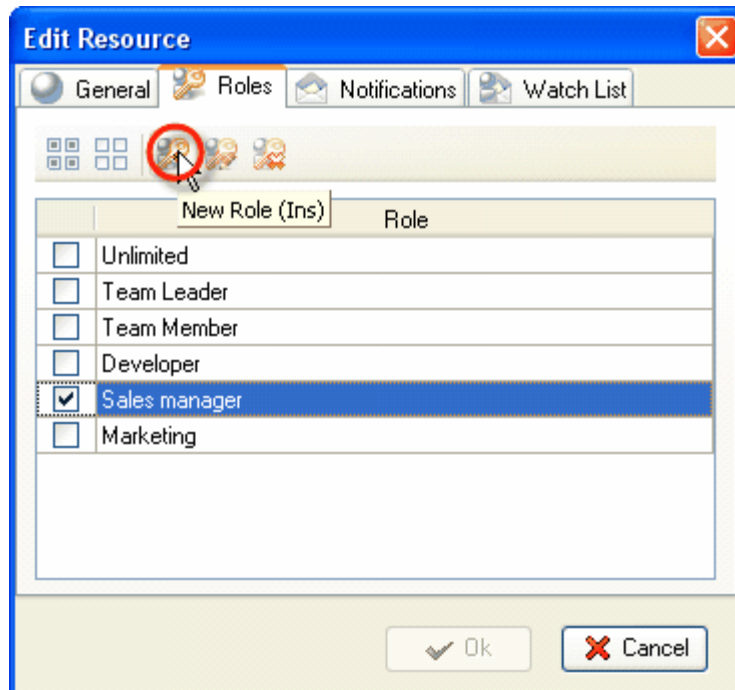 Edit Resource
General Roles Notifications Watch List
New Role (Ins)
Role
Unlimited
Team Leader
Team Member
Developer
Sales manager
Marketing
Ok Cancel